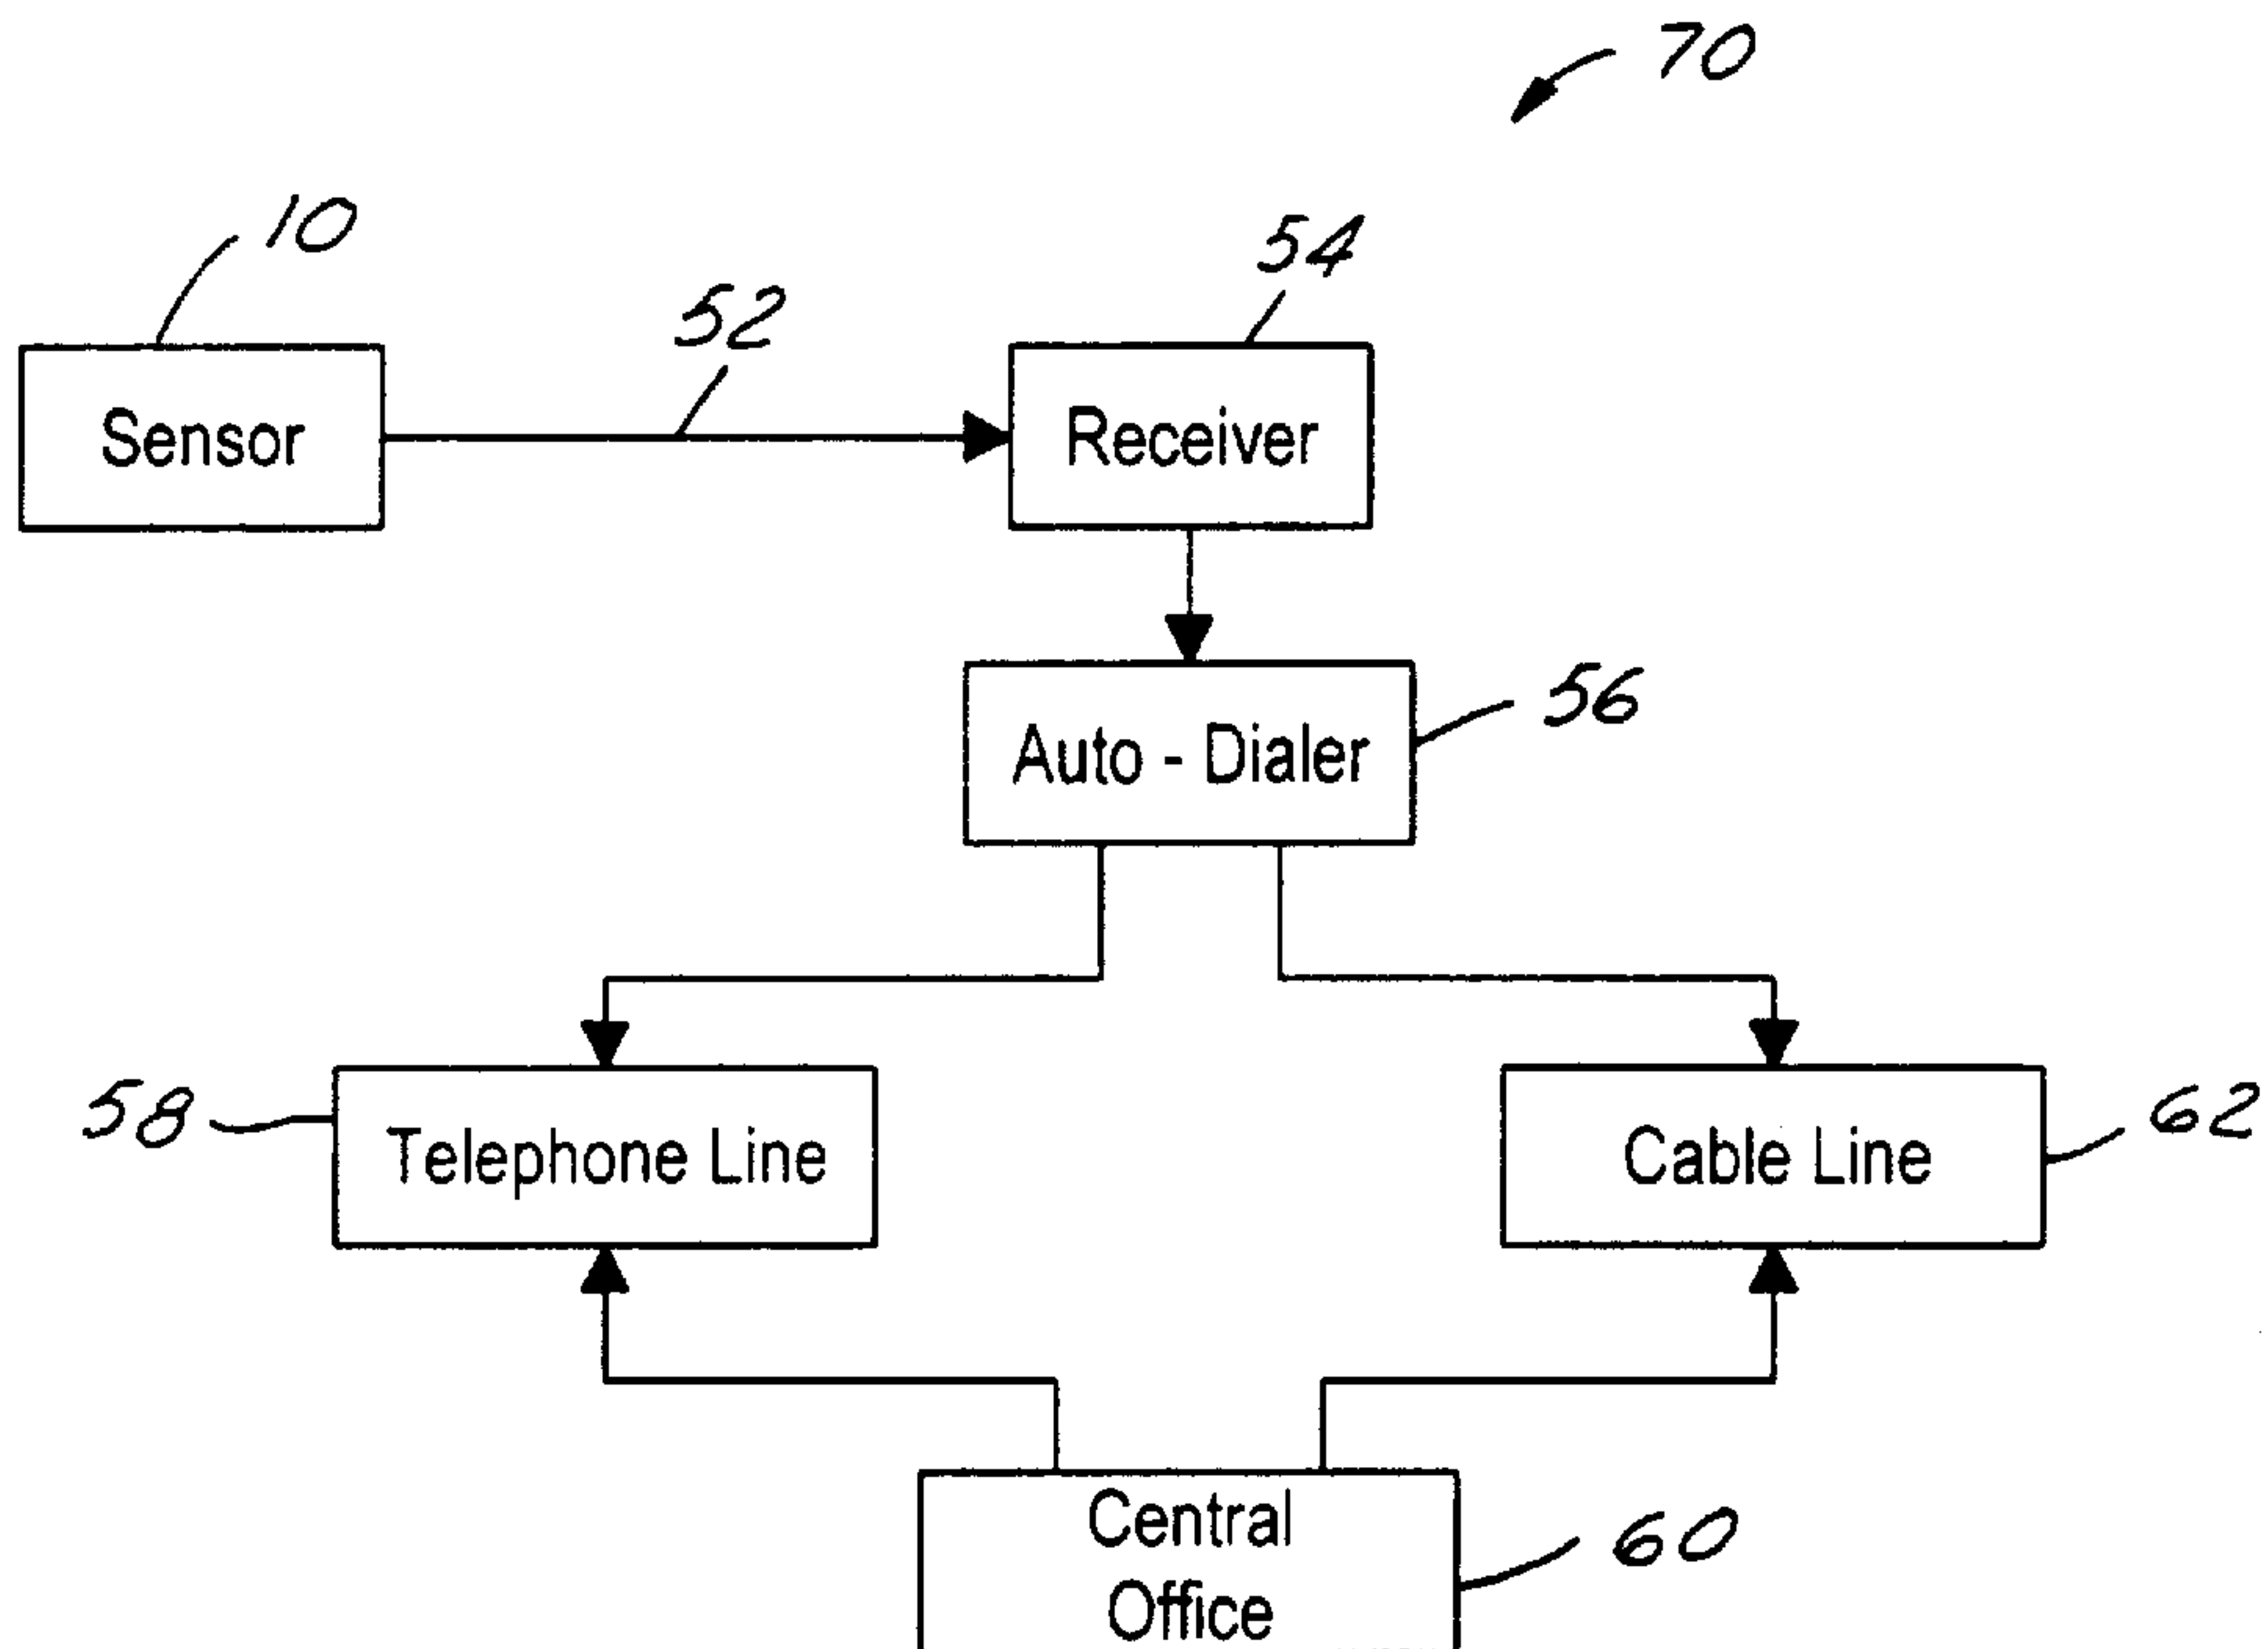 70
10
52
54
Sensor
Receiver
56
Auto - Dialer
58
Telephone Line
Cable Line
62
Central
Office
60